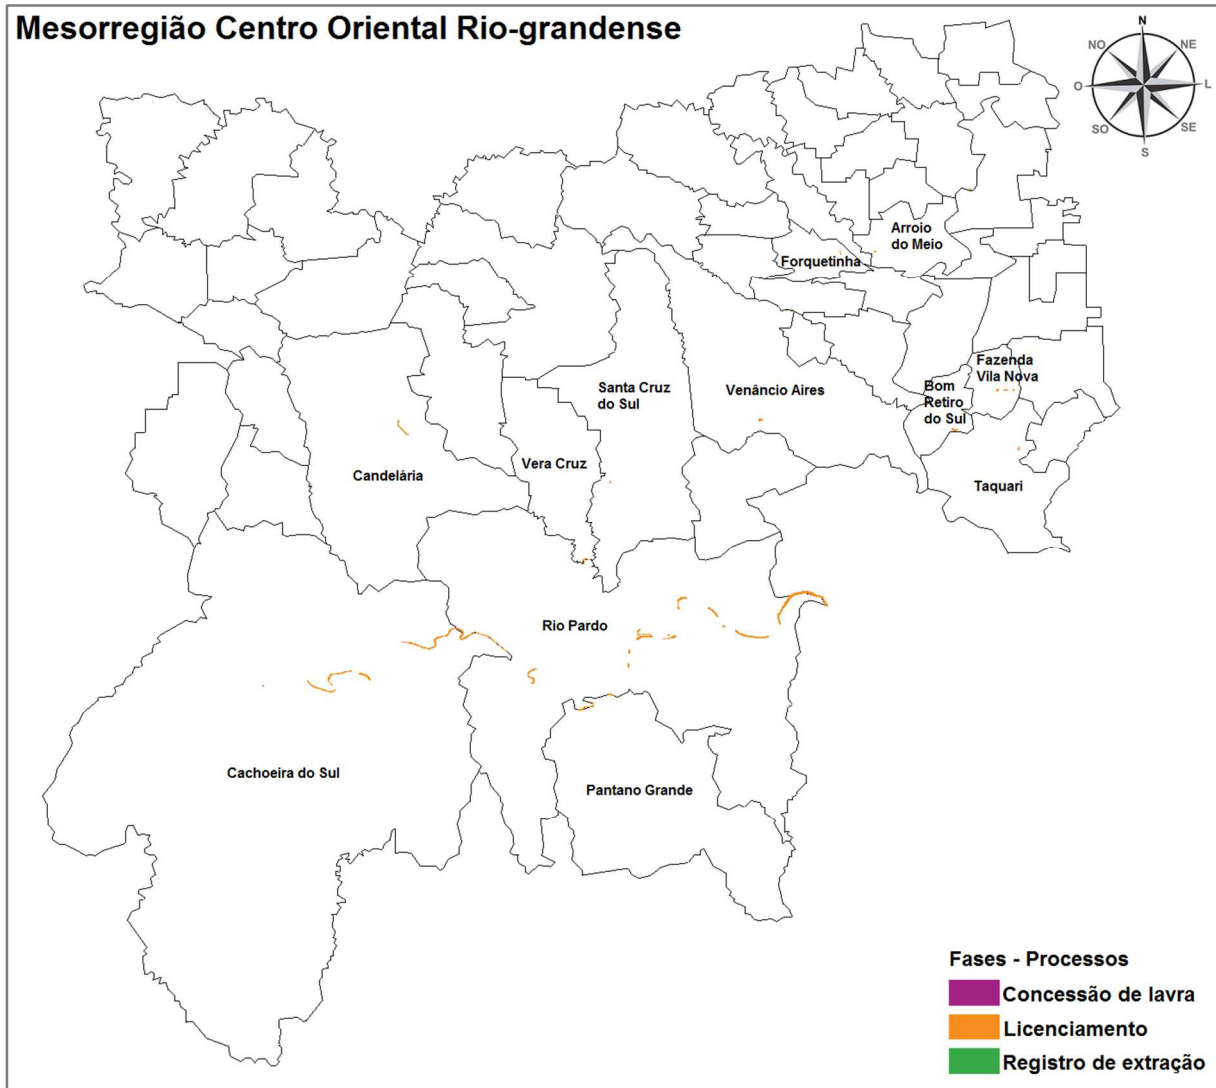 Mesorregião Centro Oriental Rio-grandense
N
NO
NE
O
L
SO
SE
S
Arroio
do Meio
Forquetinha
Fazenda
Vila Nova
Bom
Retiro
do Sul
Santa Cruz
do Sul
Venâncio Aires
Vera Cruz
Candelária
Taquari
Rio Pardo
Cachoeira do Sul
Pantano Grande
Fases - Processos
Concessão de lavra
Licenciamento
Registro de extração